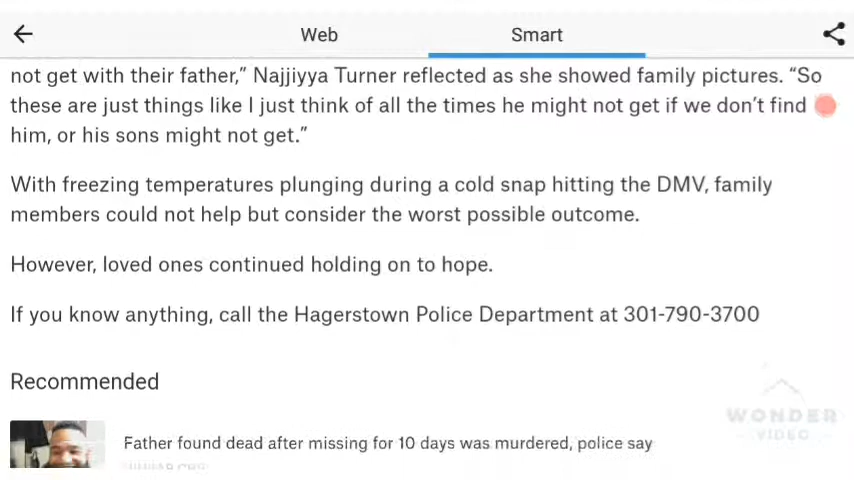 Web
Smart
not get with their father,” Najjiyya Turner reflected as she showed family pictures. “So
these are just things like I just think of all the times he might not get if we don’t find
him, or his sons might not get.”
With freezing temperatures plunging during a cold snap hitting the DMV, family
members could not help but consider the worst possible outcome.
However, loved ones continued holding on to hope.
If you know anything, call the Hagerstown Police Department at 301-790-3700
Recommended
WONDER
VIDEO
Father found dead after missing for 10 days was murdered, police say